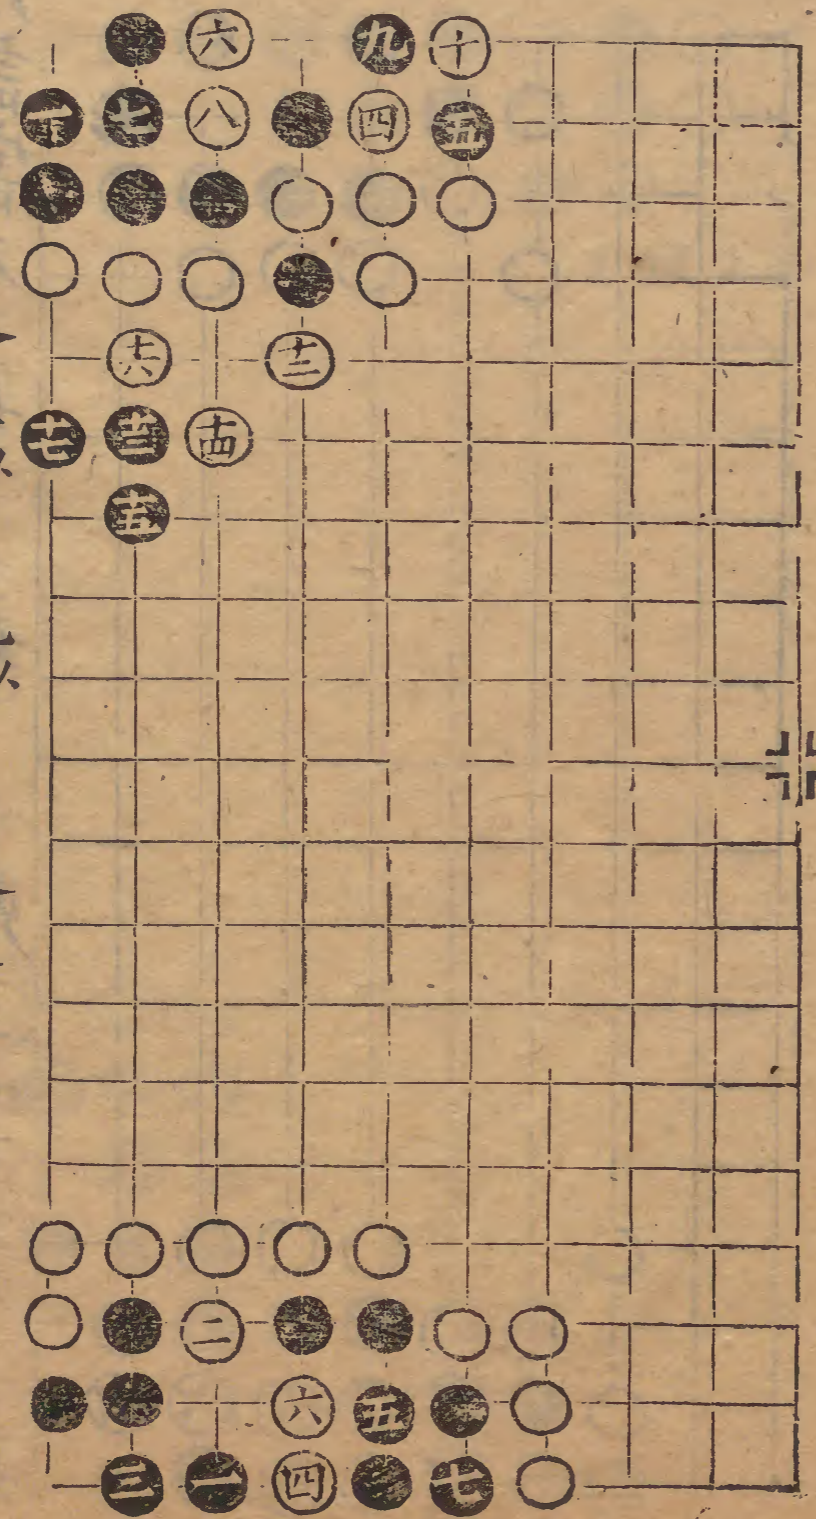 六 九 十
十一 七 八 四 五
十六 十二
十七 十三 十四
十五
二
六 五
三 一 四 七